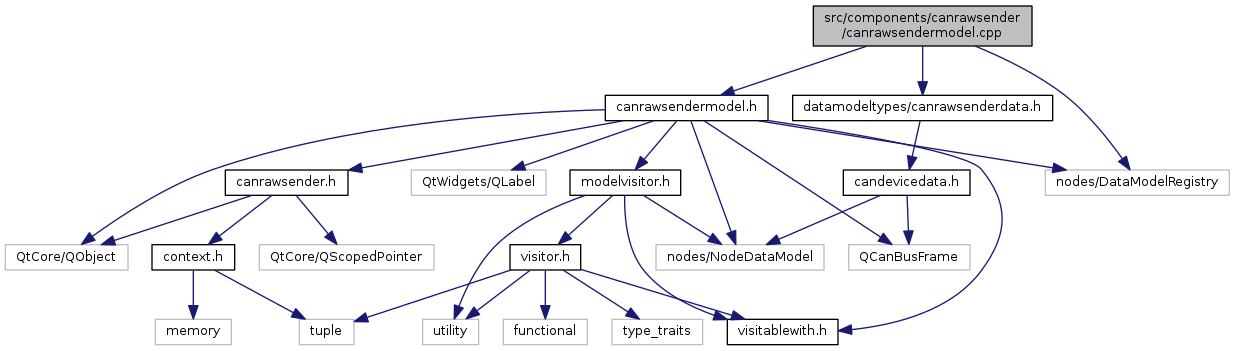 src/components/canrawsender
/canrawsendermodel.cpp
canrawsendermodel.h
datamodeltypes/canrawsenderdata.h
canrawsender.h
QtWidgets/QLabel
modelvisitor.h
candevicedata.h
nodes/DataModelRegistry
QtCore/QObject
context.h
QtCore/QScopedPointer
visitor.h
nodes/NodeDataModel
QCanBusFrame
memory
tuple
utility
functional
type_traits
visitablewith.h